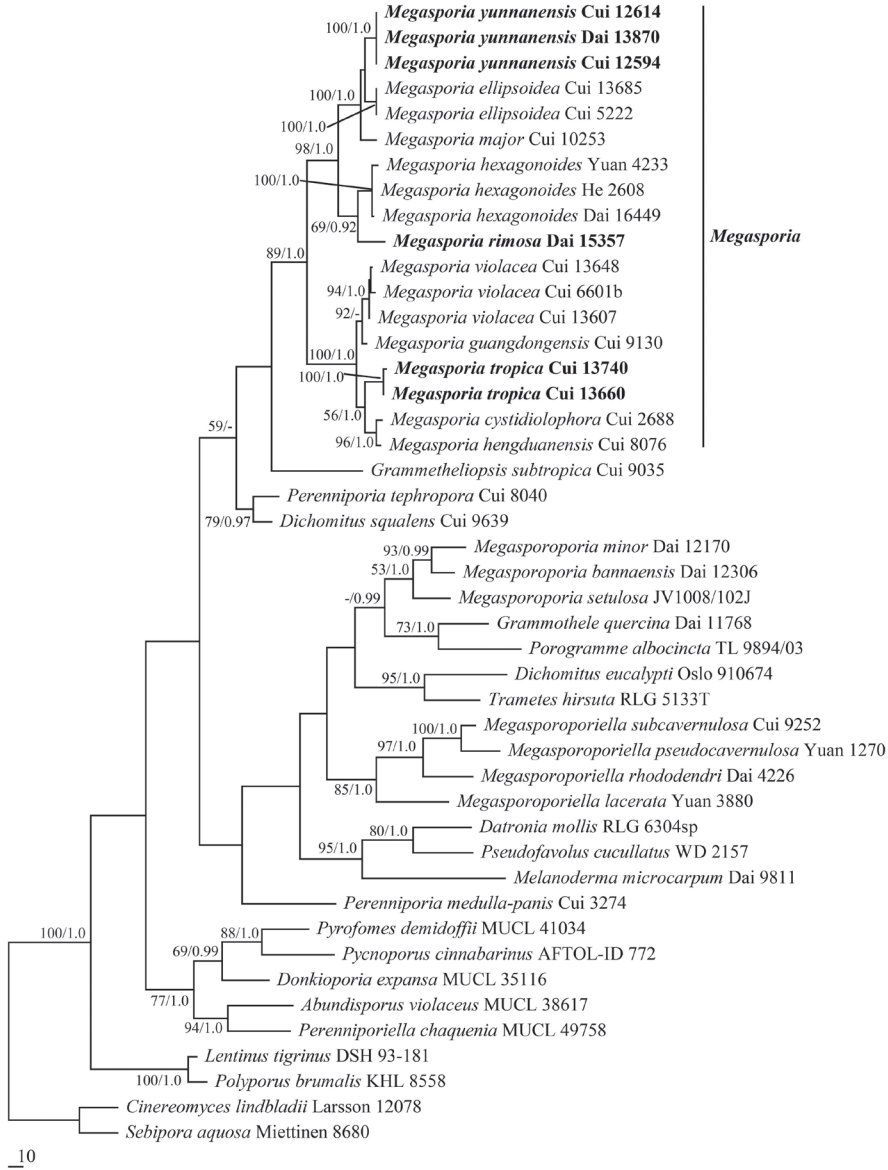 Megasporia yunnanensis Cui 12614
100/1.0
Megasporia yunnanensis Dai 13870
Megasporia yunnanensis Cui 12594
Megasporia ellipsoidea Cui 13685
100/1.0
Megasporia ellipsoidea Cui 5222
100/1.0
Megasporia major Cui 10253
98/1.0
Megasporia hexagonoides Yuan 4233
100/1.0
Megasporia hexagonoides He 2608
Megasporia hexagonoides Dai 16449
69/0.92
Megasporia rimosa Dai 15357
Megasporia
89/1.0
Megasporia violacea Cui 13648
94/1.0
Megasporia violacea Cui 6601b
92/-
Megasporia violacea Cui 13607
Megasporia guangdongensis Cui 9130
100/1.0
Megasporia tropica Cui 13740
100/1.0
Megasporia tropica Cui 13660
56/1.0
Megasporia cystidiolophora Cui 2688
96/1.0
Megasporia hengduanensis Cui 8076
59/-
Grammetheliopsis subtropica Cui 9035
Perenniporia tephropora Cui 8040
79/0.97
Dichomitus squalens Cui 9639
Megasporoporia minor Dai 12170
93/0.99
Megasporoporia bannaensis Dai 12306
53/1.0
Megasporoporia setulosa JV1008/102J
-/0.99
Grammothele quercina Dai 11768
73/1.0
Porogramme albocincta TL 9894/03
Dichomitus eucalypti Oslo 910674
95/1.0
Trametes hirsuta RLG 5133T
Megasporoporiella subcavernulosa Cui 9252
100/1.0
Megasporoporiella pseudocavernulosa Yuan 1270
97/1.0
Megasporoporiella rhododendri Dai 4226
85/1.0
Megasporoporiella lacerata Yuan 3880
Datronia mollis RLG 6304sp
80/1.0
Pseudofavolus cucullatus WD 2157
95/1.0
Melanoderma microcarpum Dai 9811
Perenniporia medulla-panis Cui 3274
Pyrofomes demidoffii MUCL 41034
88/1.0
100/1.0
Pycnoporus cinnabarinus AFTOL-ID 772
69/0.99
Donkioporia expansa MUCL 35116
77/1.0
Abundisporus violaceus MUCL 38617
94/1.0
Perenniporiella chaquenia MUCL 49758
Lentinus tigrinus DSH 93-181
100/1.0
Polyporus brumalis KHL 8558
Cinereomyces lindbladii Larsson 12078
Sebipora aquosa Miettinen 8680
10